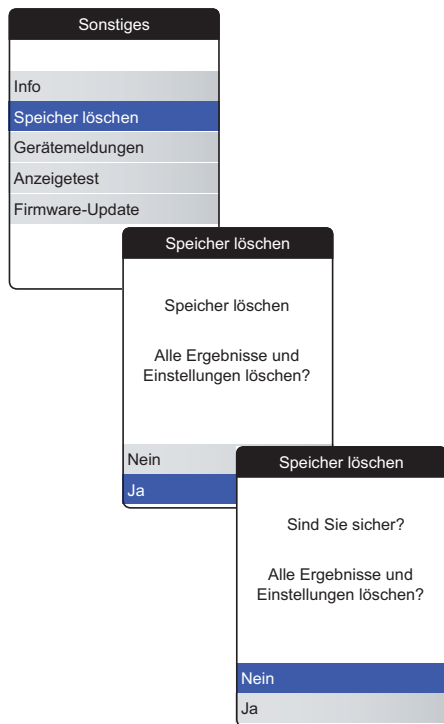 Sonstiges
Info
Speicher löschen
Gerätemeldungen
Anzeigetest
Firmware-Update
Speicher löschen
Speicher löschen
Alle Ergebnisse und
Einstellungen löschen?
Nein
Ja
Speicher löschen
Sind Sie sicher?
Alle Ergebnisse und
Einstellungen löschen?
Nein
Ja